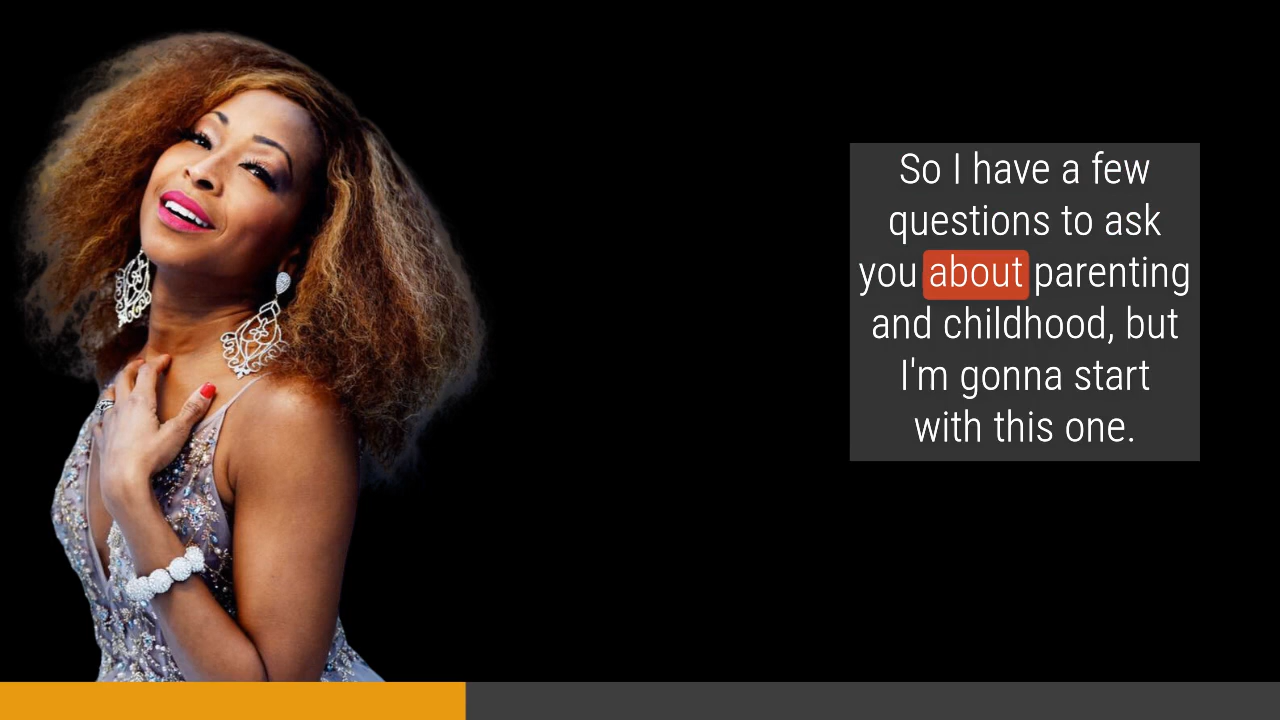 So I have a few
questions to ask
you about parenting
and childhood, but
I'm gonna start
with this one.